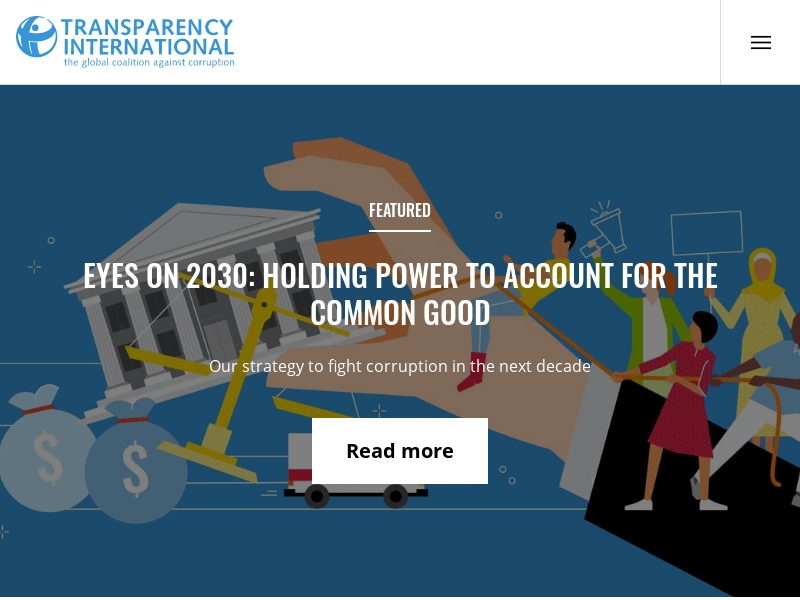 TRANSPARENCY
INTERNATIONAL
the global coalition against corruption
FEATURED
EYES ON 2030: HOLDING POWER TO ACCOUNT FOR THE
COMMON GOOD
Our strategy to fight corruption in the next decade
$
$
Read more